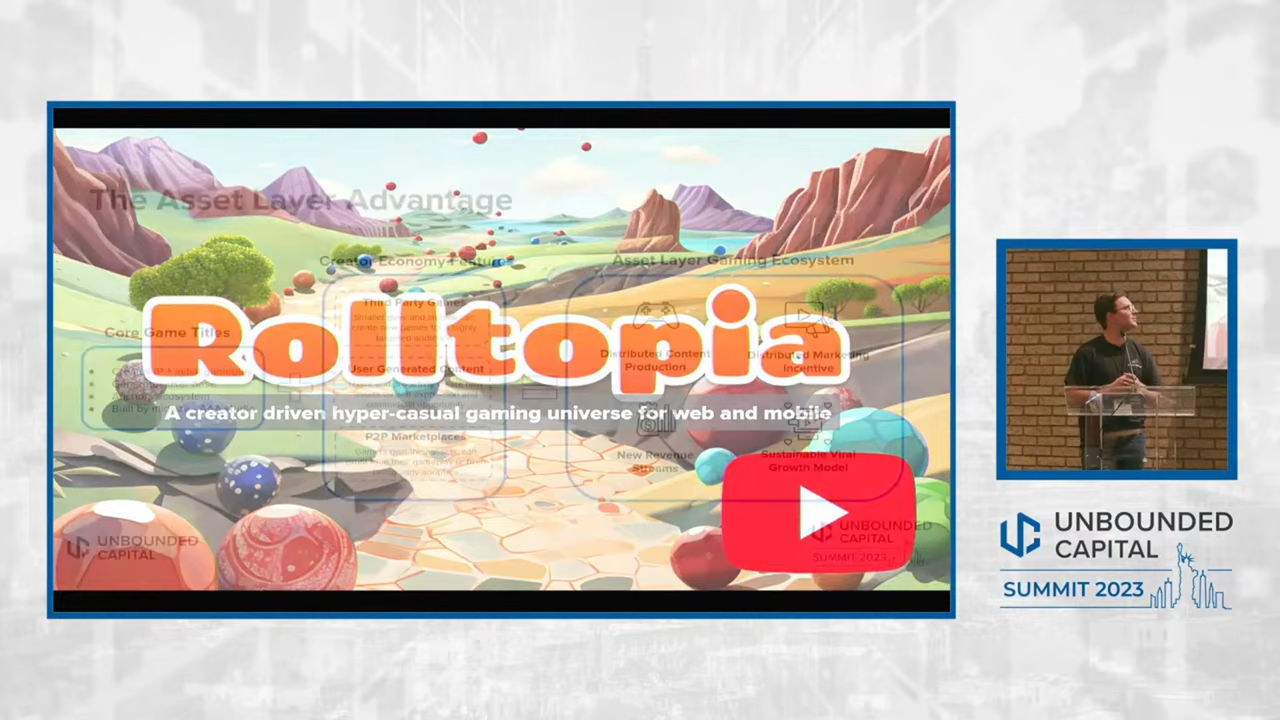 The Asset Layer Advantage
Creator Economy Features
Asset Layer Gaming Ecosystem
Third Party Games
Core Game Titles
Rolltopia
Distributed Content
Production
Distributed Marketing
Incentive
User Generated Content
A creator driven hyper-casual gaming universe for web and mobile
P2P Marketplaces
New Revenue
Streams
Sustainable Viral
Growth Model
UNBOUNDED
CAPITAL
UNBOUNDED
CAPITAL
SUMMIT 2023
UNBOUNDED
CAPITAL
SUMMIT 2023